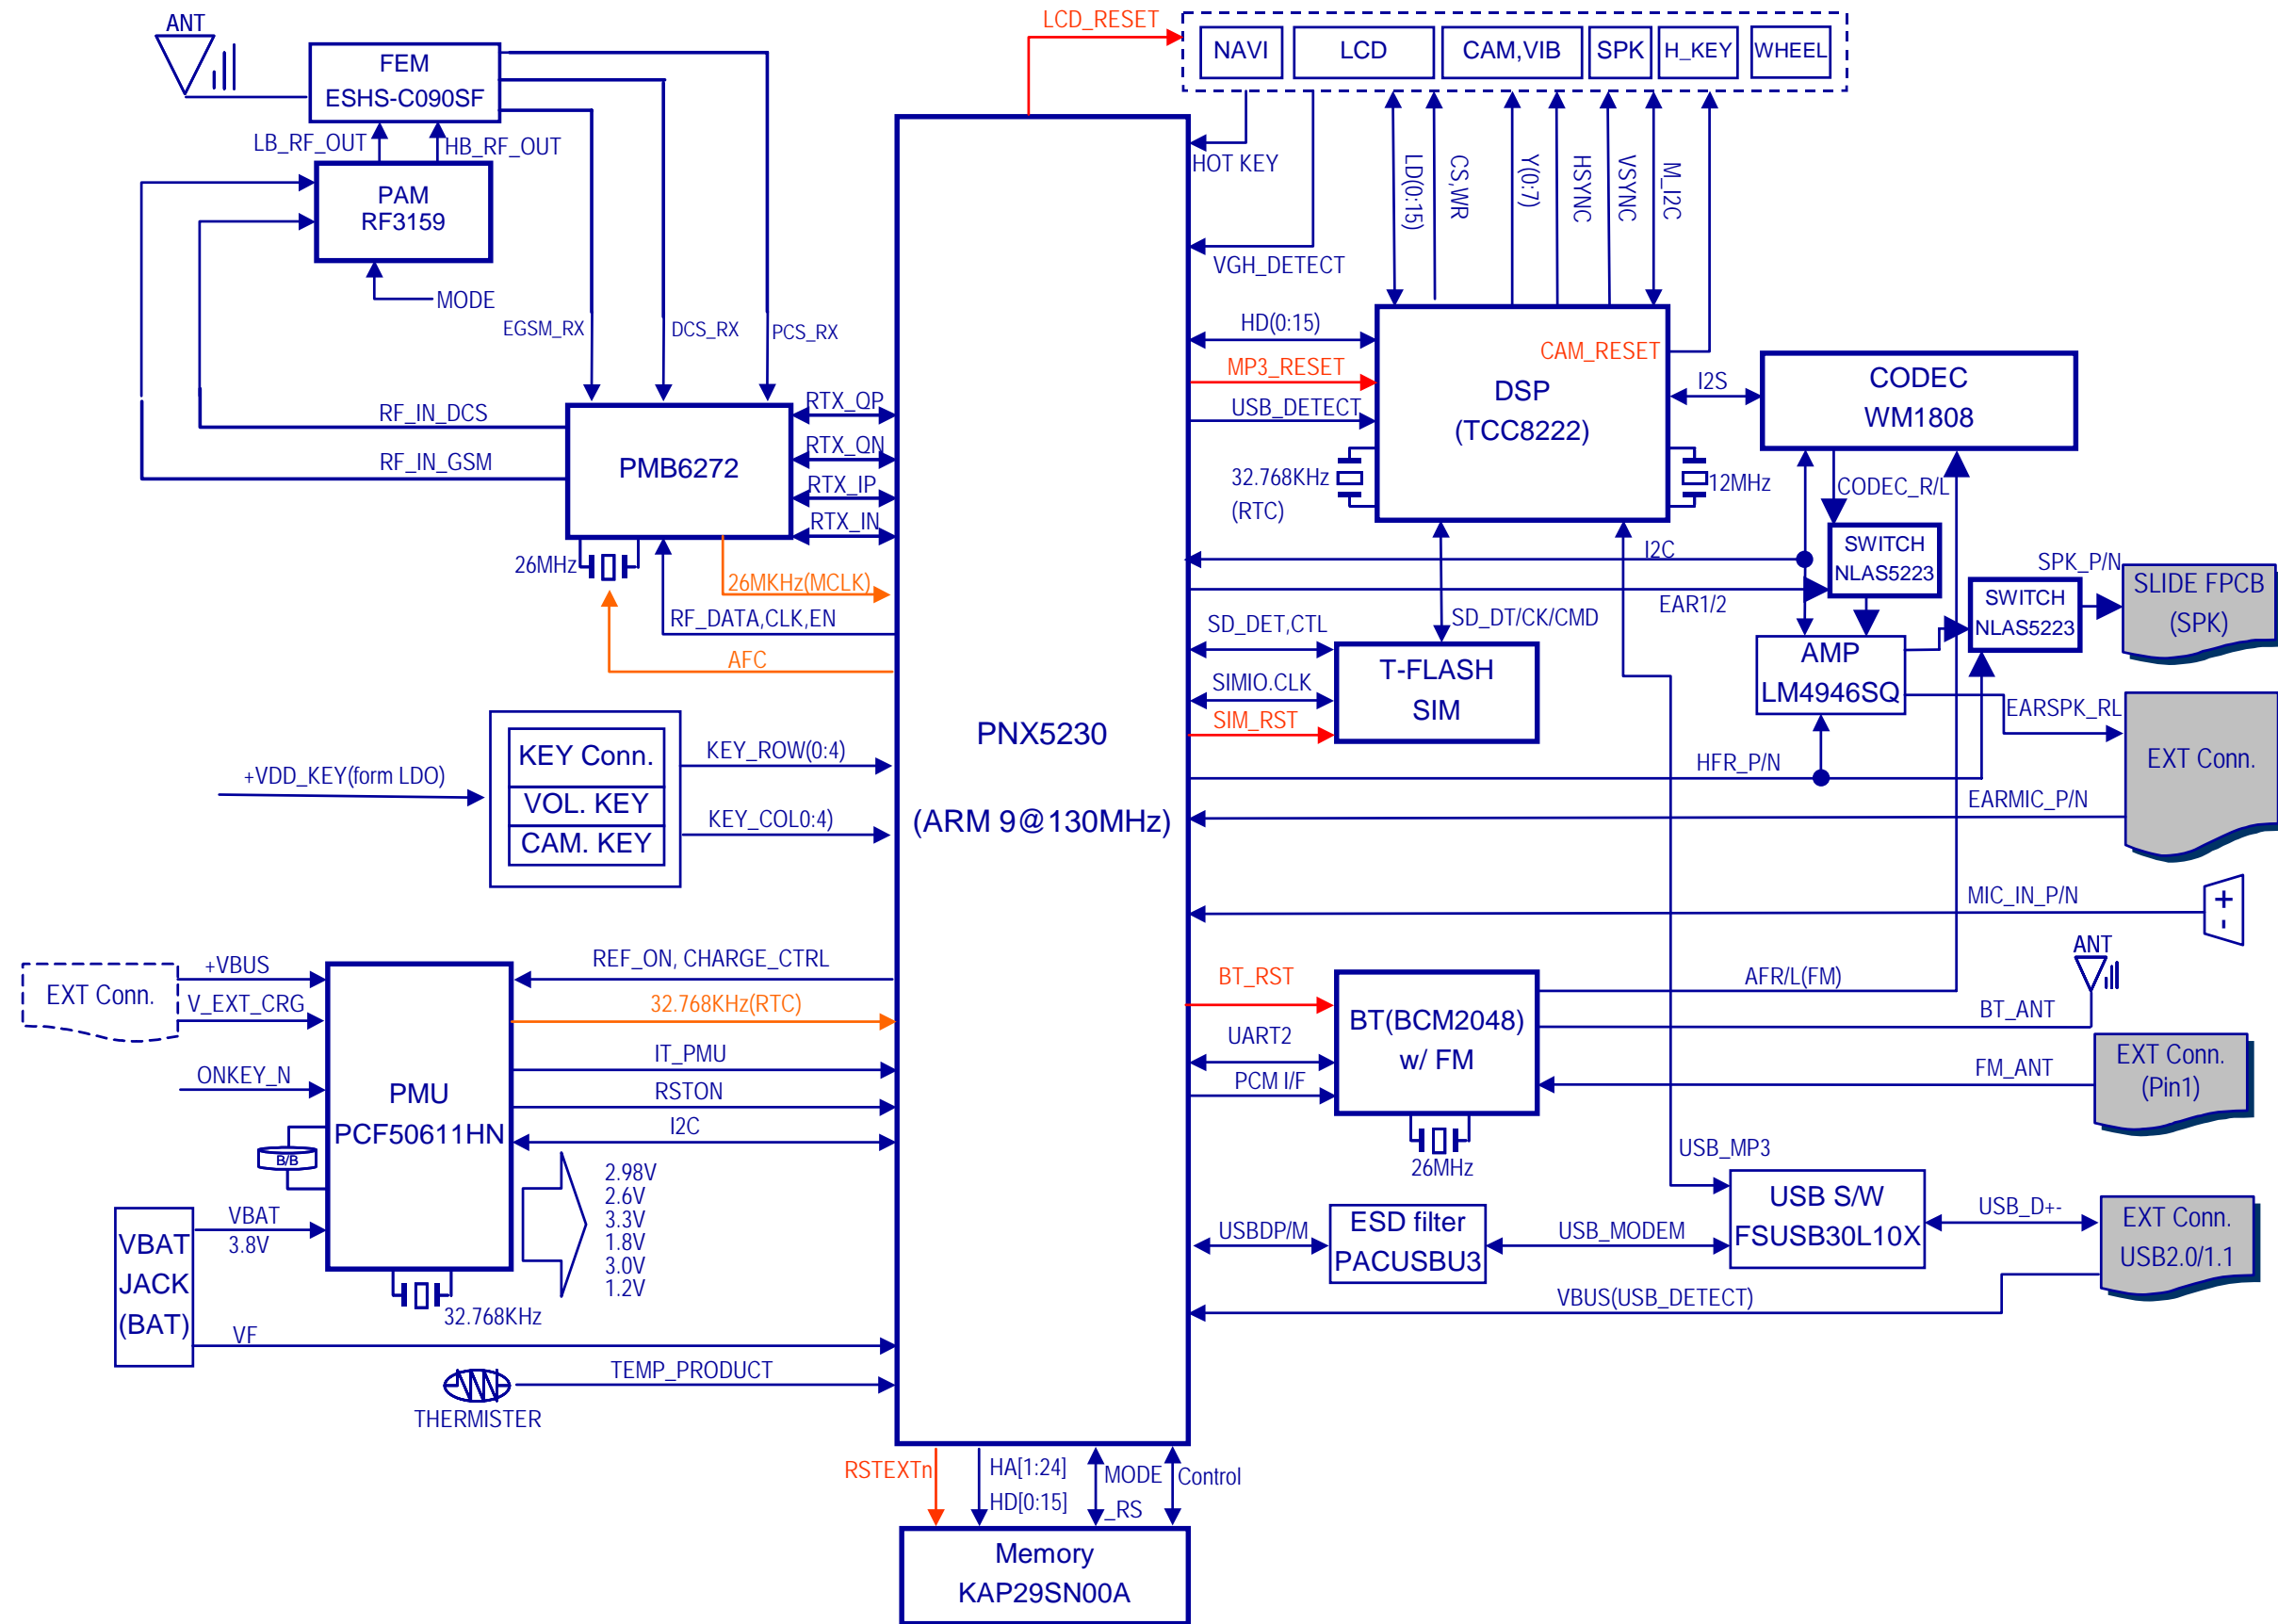 ANT
FEM
ESHS-C090SF
LB_RF_OUT
HB_RF_OUT
PAM
RF3159
MODE
EGSM_RX
DCS_RX
PCS_RX
RF_IN_DCS
RF_IN_GSM
PMB6272
RTX_QP
RTX_QN
RTX_IP
RTX_IN
26MHz
26MKHz(MCLK)
RF_DATA,CLK,EN
AFC
KEY Conn.
VOL. KEY
CAM. KEY
+VDD_KEY(form LDO)
KEY_ROW(0:4)
KEY_COL0:4)
EXT Conn.
+VBUS
V_EXT_CRG
ONKEY_N
B/B
PMU
PCF50611HN
REF_ON, CHARGE_CTRL
32.768KHz(RTC)
IT_PMU
RSTON
I2C
2.98V
2.6V
3.3V
1.8V
3.0V
1.2V
VBAT
JACK
(BAT)
VBAT
3.8V
32.768KHz
VF
TEMP_PRODUCT
THERMISTER
PNX5230
(ARM 9@130MHz)
RSTEXTn
HA[1:24]
HD[0:15]
MODE
_RS
Control
Memory
KAP29SN00A
LCD_RESET
NAVI
LCD
CAM,VIB
SPK
H_KEY
WHEEL
HOT KEY
VGH_DETECT
LD(0:15)
CS,WR
Y(0:7)
HSYNC
VSYNC
M_I2C
HD(0:15)
MP3_RESET
USB_DETECT
CAM_RESET
DSP
(TCC8222)
32.768KHz
(RTC)
12MHz
I2S
CODEC
WM1808
CODEC_R/L
I2C
EAR1/2
SWITCH
NLAS5223
SWITCH
NLAS5223
SPK_P/N
SLIDE FPCB
(SPK)
SD_DET,CTL
SD_DT/CK/CMD
SIMIO.CLK
SIM_RST
T-FLASH
SIM
AMP
LM4946SQ
EARSPK_RL
EXT Conn.
HFR_P/N
EARMIC_P/N
MIC_IN_P/N
+
-
ANT
BT_RST
UART2
PCM I/F
BT(BCM2048)
w/ FM
26MHz
AFR/L(FM)
BT_ANT
FM_ANT
EXT Conn.
(Pin1)
USB_MP3
USBDP/M
ESD filter
PACUSBU3
USB_MODEM
USB S/W
FSUSB30L10X
USB_D+-
EXT Conn.
USB2.0/1.1
VBUS(USB_DETECT)